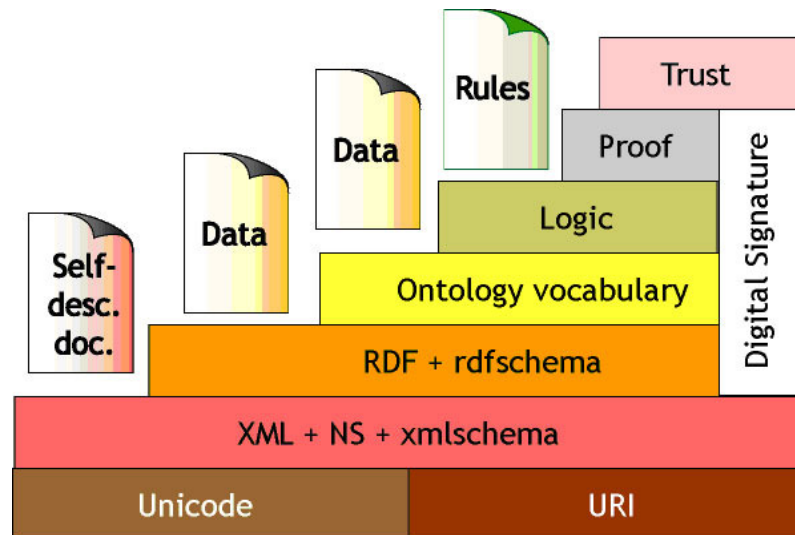 Rules
Trust
Data
Proof
Data
Logic
Self-
desc.
doc.
Ontology vocabulary
Digital Signature
RDF + rdfschema
XML + NS + xmlschema
Unicode
URI